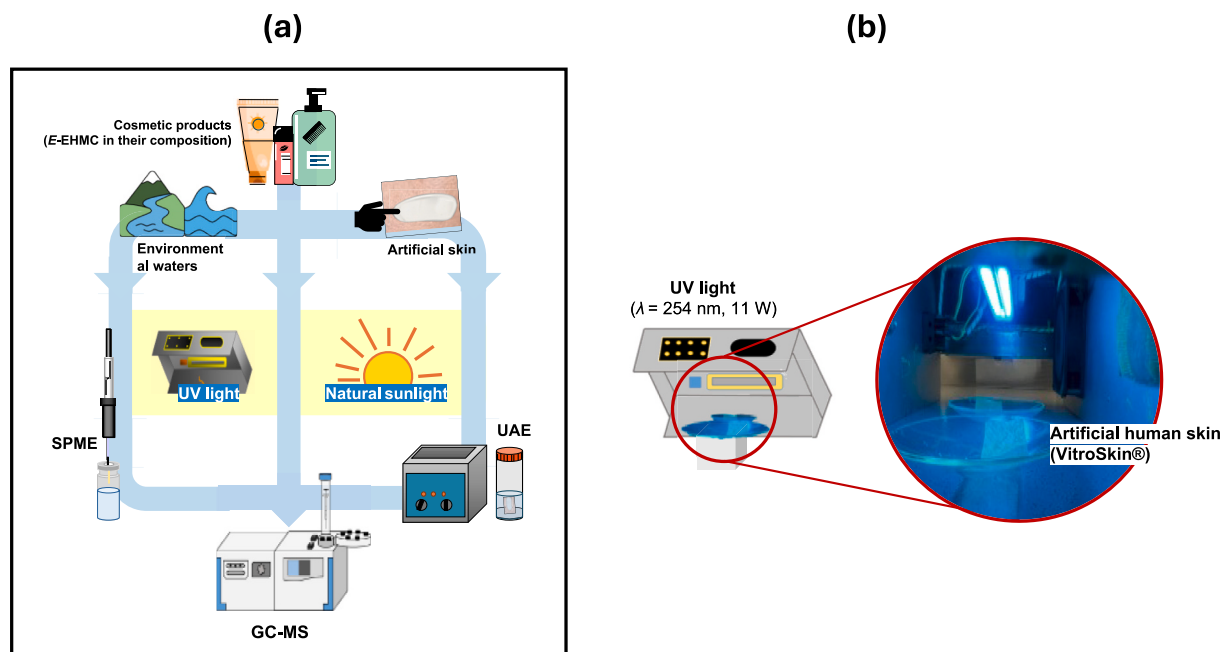 (a)
Cosmetic products
(E-EHMC in their composition)
Environment
al waters
Artificial skin
UV light
Natural sunlight
SPME
UAE
GC-MS
(b)
UV light
(λ = 254 nm, 11 W)
Artificial human skin
(VitroSkin®)